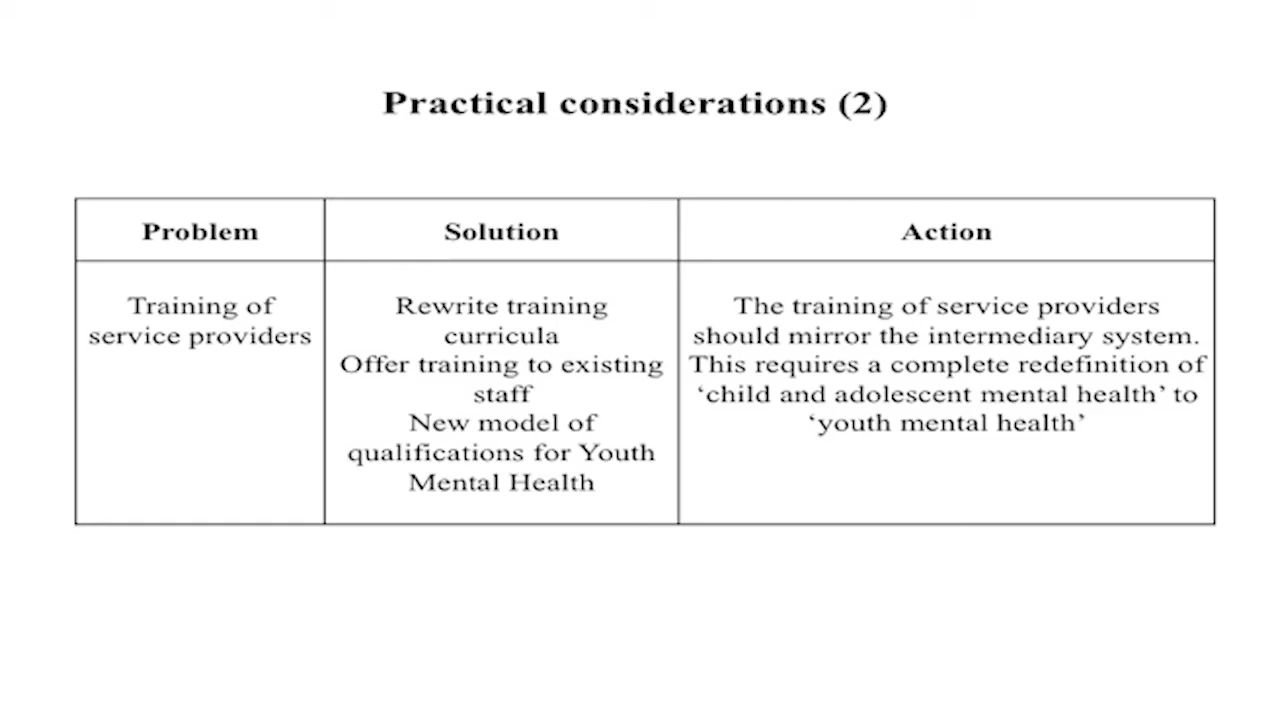 Practical considerations (2)
Problem
Solution
Action
Training of
service providers
Rewrite training
curricula
Offer training to existing
staff
New model of
qualifications for Youth
Mental Health
The training of service providers
should mirror the intermediary system.
This requires a complete redefinition of
‘child and adolescent mental health’ to
‘youth mental health’